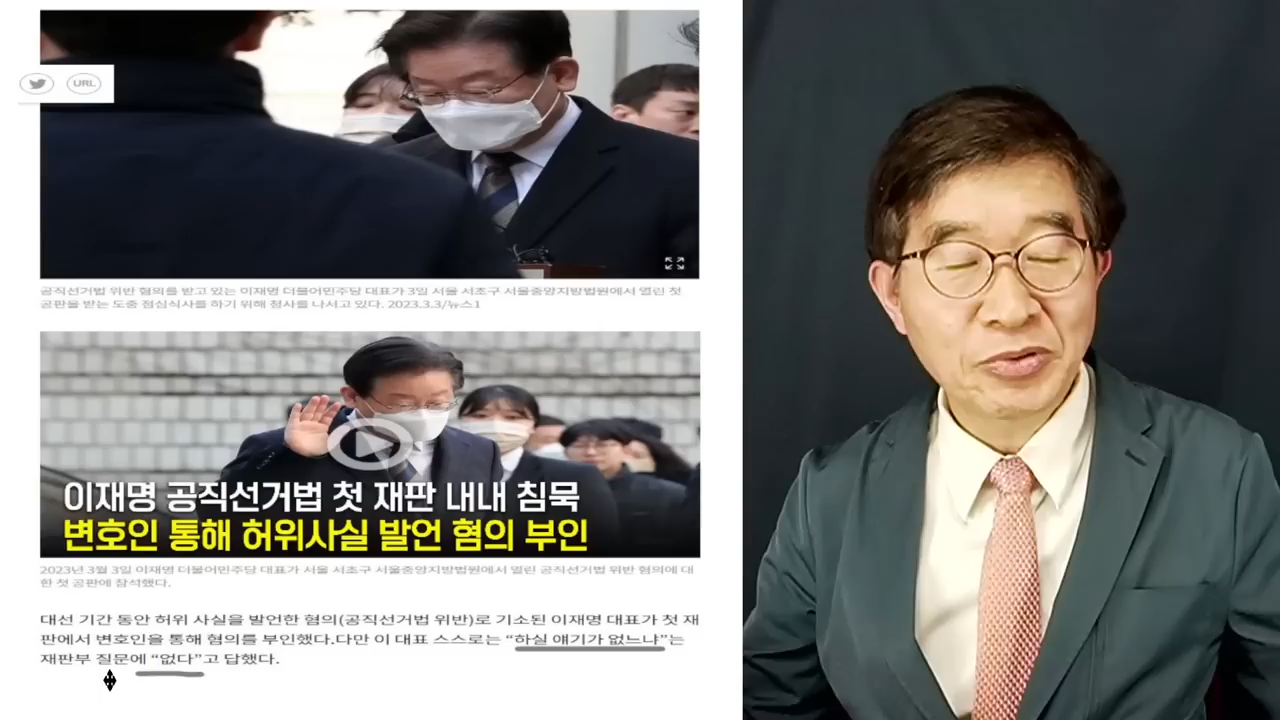 URL
공직선거법 위반 혐의를 받고 있는 이재명 더불어민주당 대표가 3일 서울 서초구 서울중앙지방법원에서 열린 첫
공판을 받는 도중 점심식사를 하기 위해 청사를 나서고 있다. 2023.3.3/뉴스1
이재명 공직선거법 첫 재판 내내 침묵
변호인 통해 허위사실 발언 혐의 부인
2023년 3월 3일 이재명 더불어민주당 대표가 서울 서초구 서울중앙지방법원에서 열린 공직선거법 위반 혐의에 대
한 첫 공판에 참석했다.
대선 기간 동안 허위 사실을 발언한 혐의(공직선거법 위반)로 기소된 이재명 대표가 첫 재
판에서 변호인을 통해 혐의를 부인했다.다만 이 대표 스스로는 “하실 얘기가 없느냐”는
재판부 질문에 “없다”고 답했다.